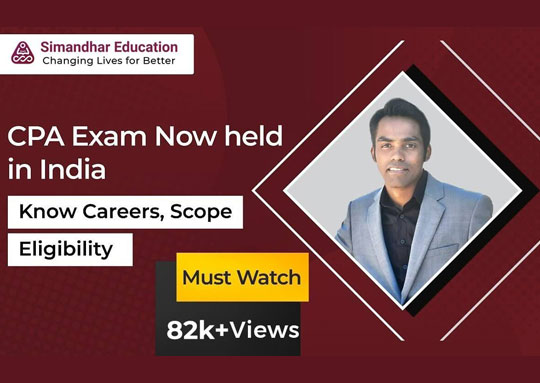 Simandhar Education
Changing Lives for Better
CPA Exam Now held
in India
Know Careers, Scope
Eligibility
Must Watch
82k+Views